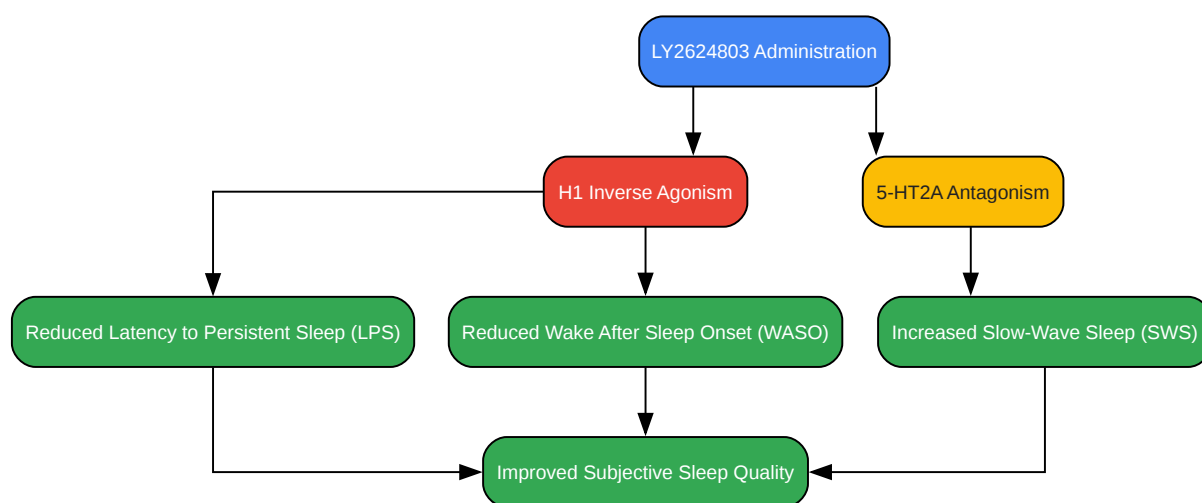 LY2624803 Administration
H1 Inverse Agonism
5-HT2A Antagonism
Reduced Latency to Persistent Sleep (LPS)
Reduced Wake After Sleep Onset (WASO)
Increased Slow-Wave Sleep (SWS)
Improved Subjective Sleep Quality